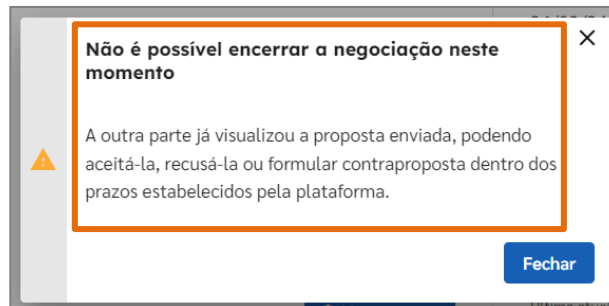 Não é possível encerrar a negociação neste
momento
A outra parte já visualizou a proposta enviada, podendo
aceitá-la, recusá-la ou formular contraproposta dentro dos
prazos estabelecidos pela plataforma.
Fechar